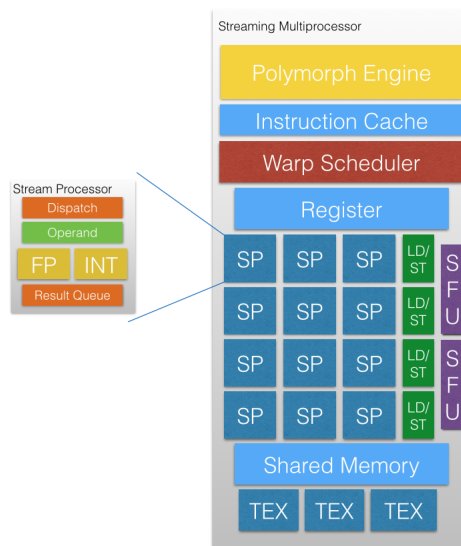 Streaming Multiprocessor
Polymorph Engine
Instruction Cache
Warp Scheduler
Register
Stream Processor
Dispatch
Operand
FP INT
Result Queue
SP SP SP LD/ST SFU
SP SP SP LD/ST
SP SP SP LD/ST SFU
SP SP SP LD/ST
Shared Memory
TEX TEX TEX